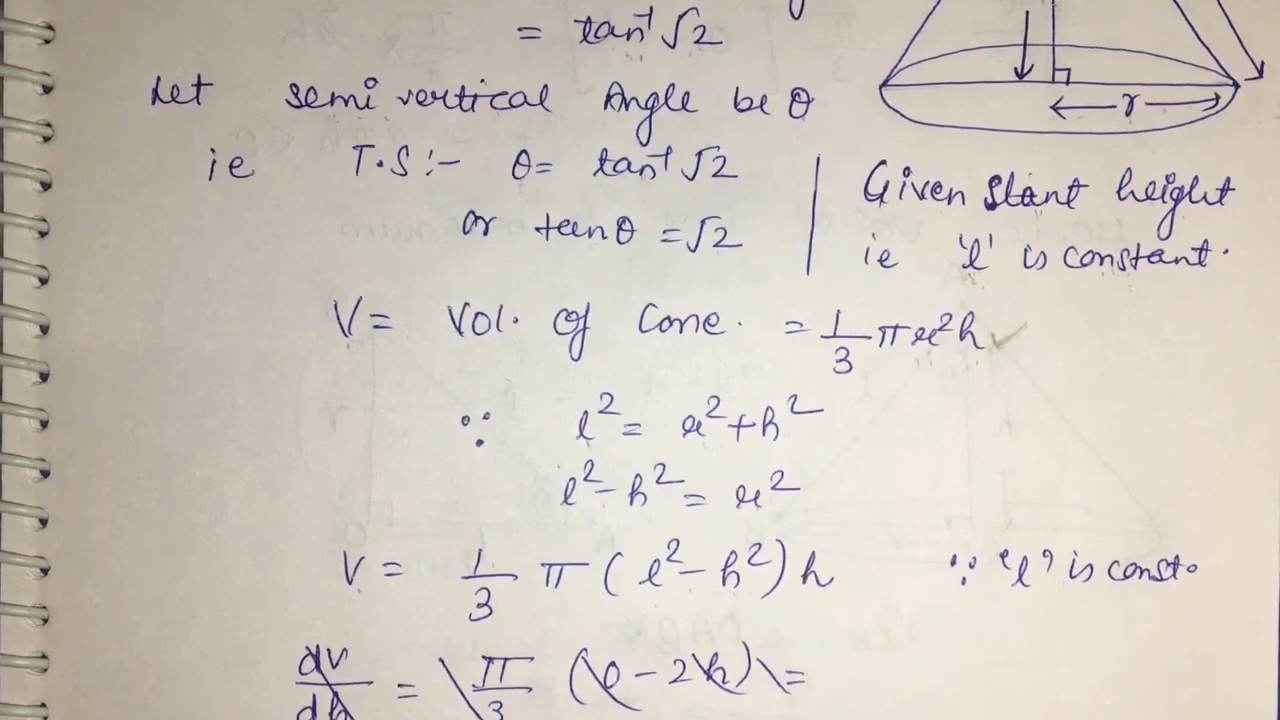 = tan⁻¹ √2
Let semi vertical Angle be θ
r
ie T.S:- θ= tan⁻¹ √2
or tanθ = √2
Given slant height
ie 'l' is constant.
V= Vol. of Cone. = 1/3 πr²h
∵ l² = r²+h²
l²-h² = r²
V = 1/3 π (l²-h²) h ∵ 'l' is const.
dv/dh = π/3 (0-2h) =